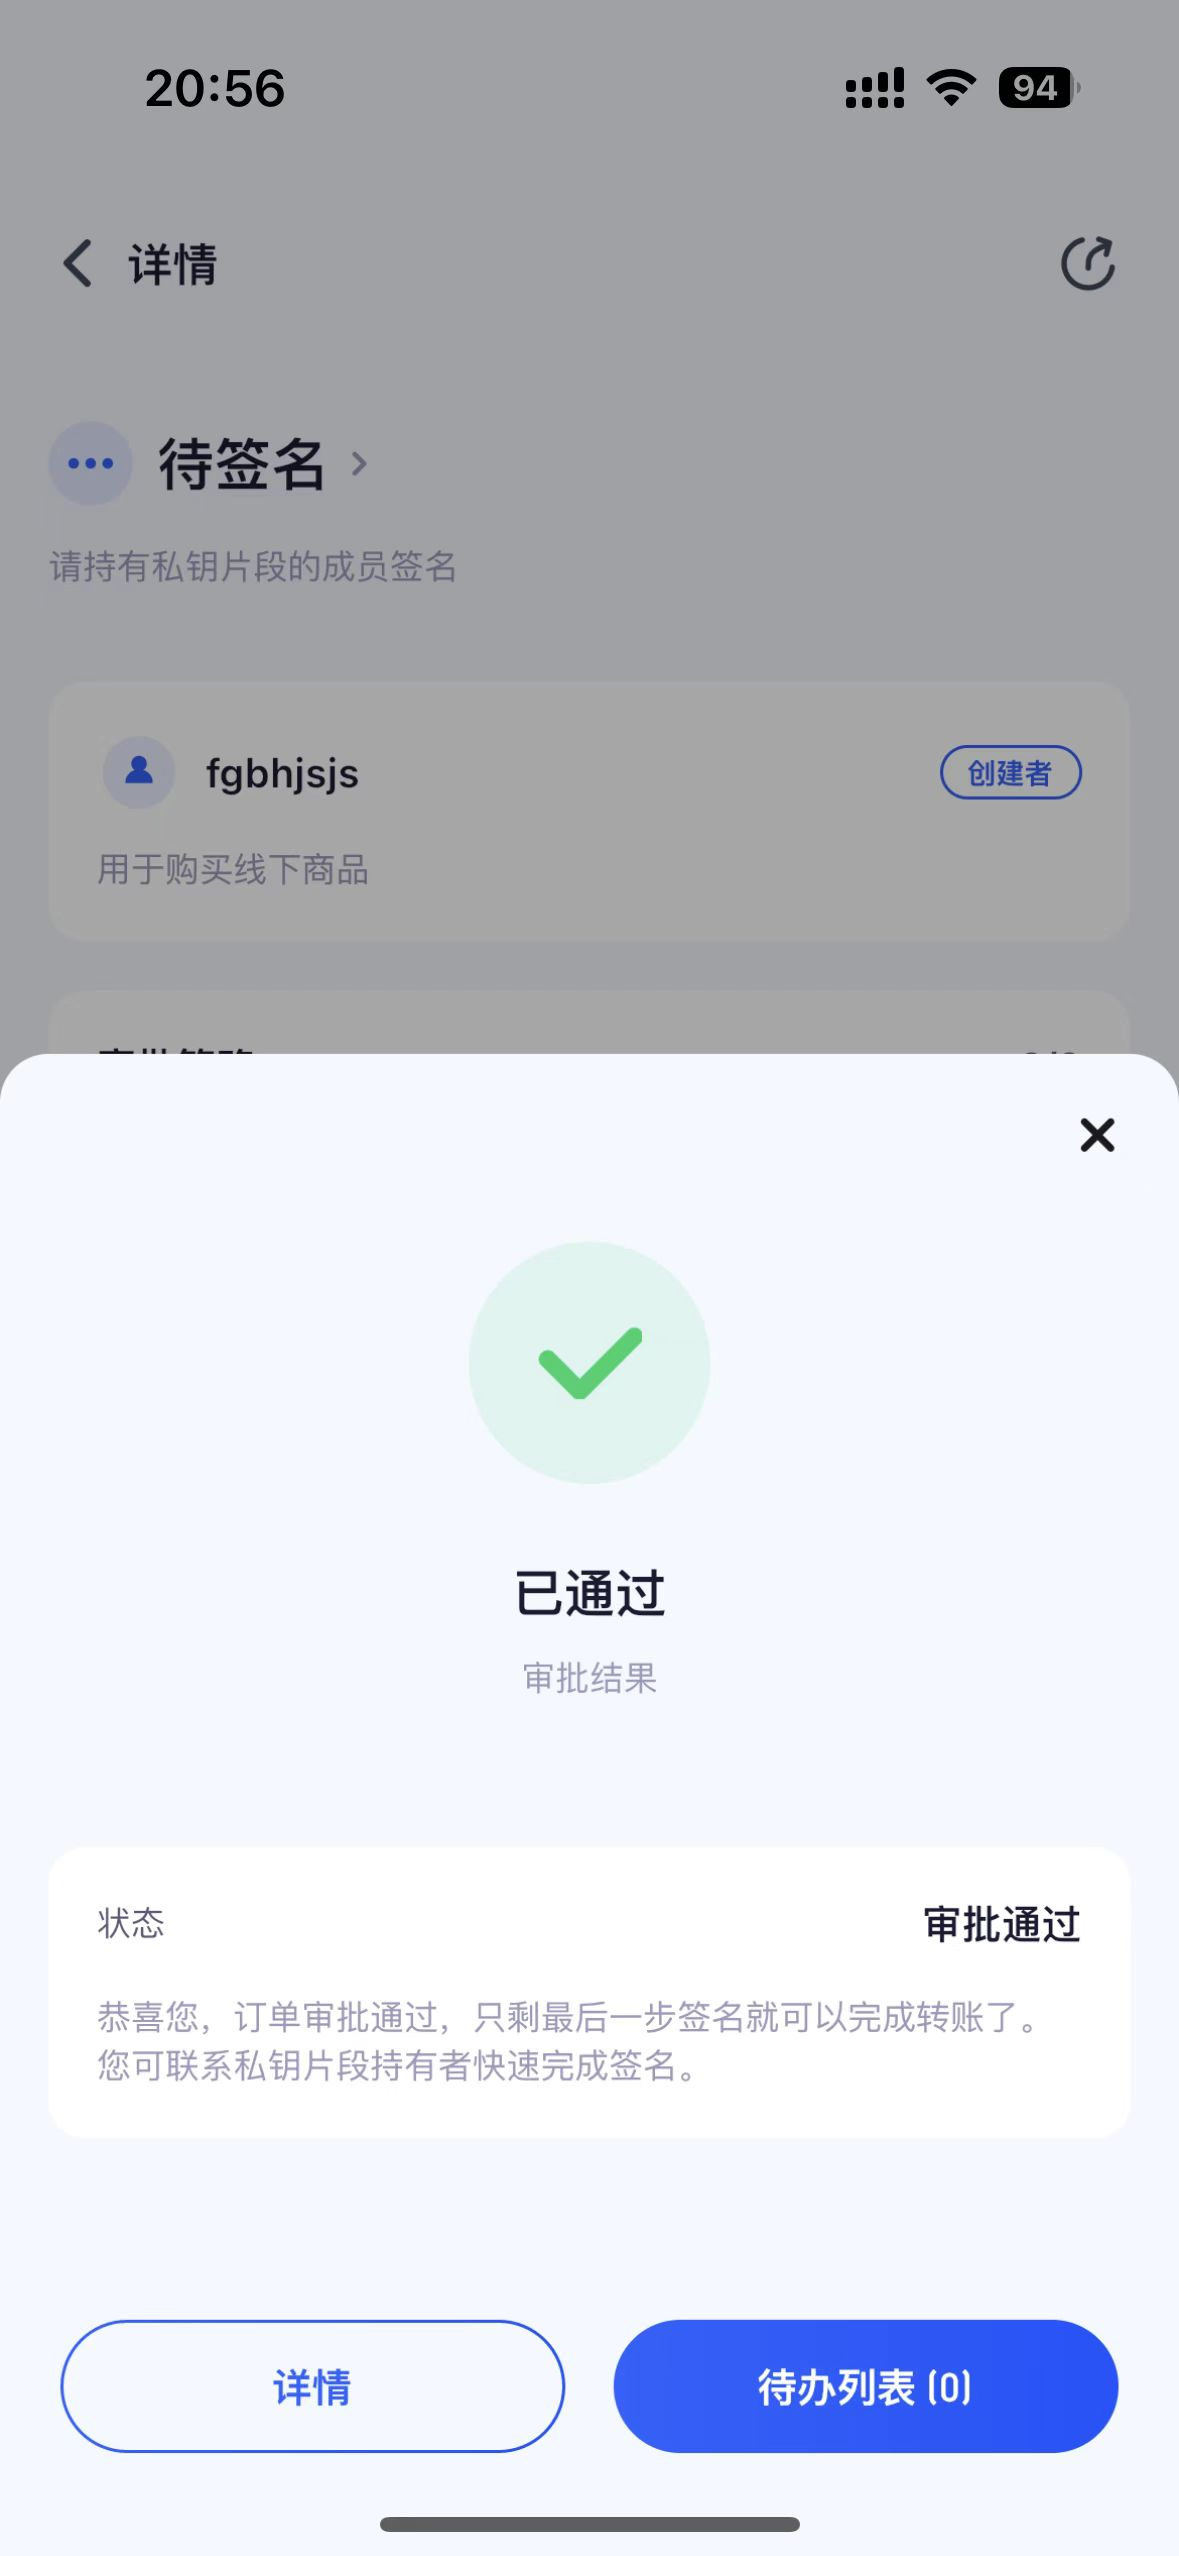 20:56
94
详情
待签名
请持有私钥片段的成员签名
fgbhjsjs
创建者
用于购买线下商品
已通过
审批结果
状态
审批通过
恭喜您，订单审批通过，只剩最后一步签名就可以完成转账了。
您可联系私钥片段持有者快速完成签名。
详情
待办列表 (0)